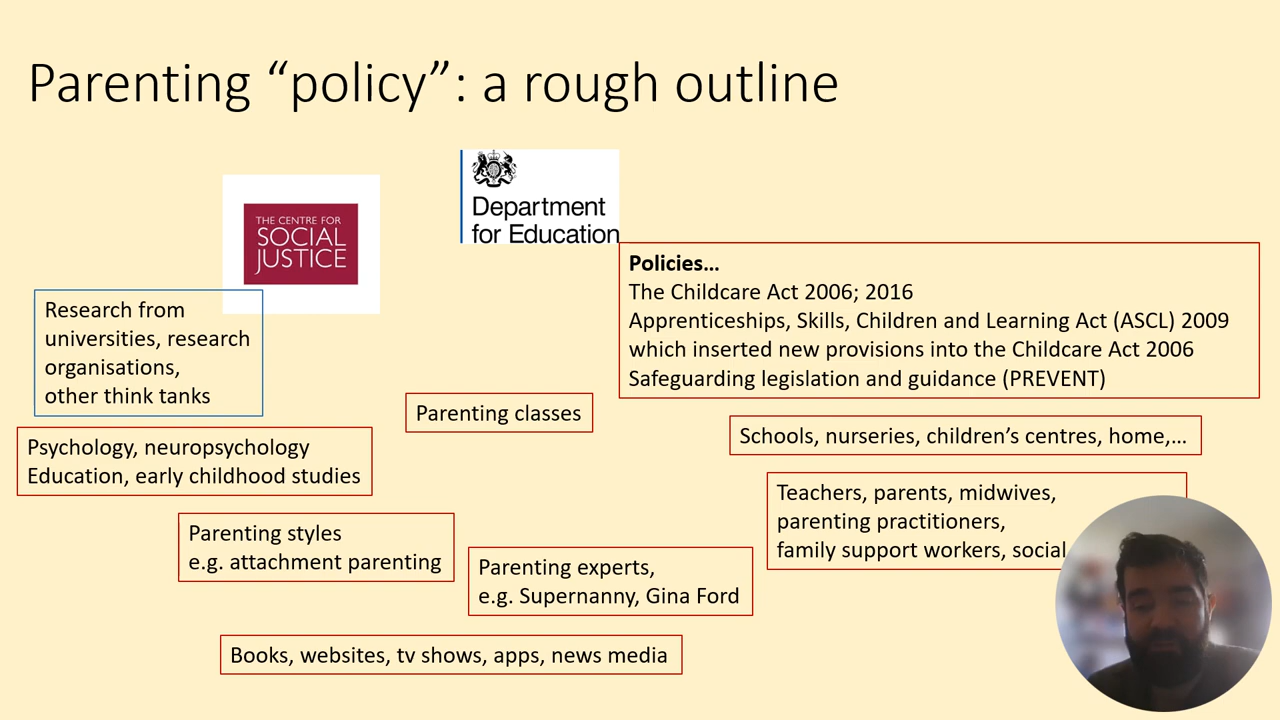 Parenting “policy”: a rough outline
THE CENTRE FOR
SOCIAL
JUSTICE
Department
for Education
Policies…
The Childcare Act 2006; 2016
Apprenticeships, Skills, Children and Learning Act (ASCL) 2009
which inserted new provisions into the Childcare Act 2006
Safeguarding legislation and guidance (PREVENT)
Research from
universities, research
organisations,
other think tanks
Parenting classes
Schools, nurseries, children’s centres, home,…
Psychology, neuropsychology
Education, early childhood studies
Teachers, parents, midwives,
parenting practitioners,
family support workers, social
Parenting styles
e.g. attachment parenting
Parenting experts,
e.g. Supernanny, Gina Ford
Books, websites, tv shows, apps, news media